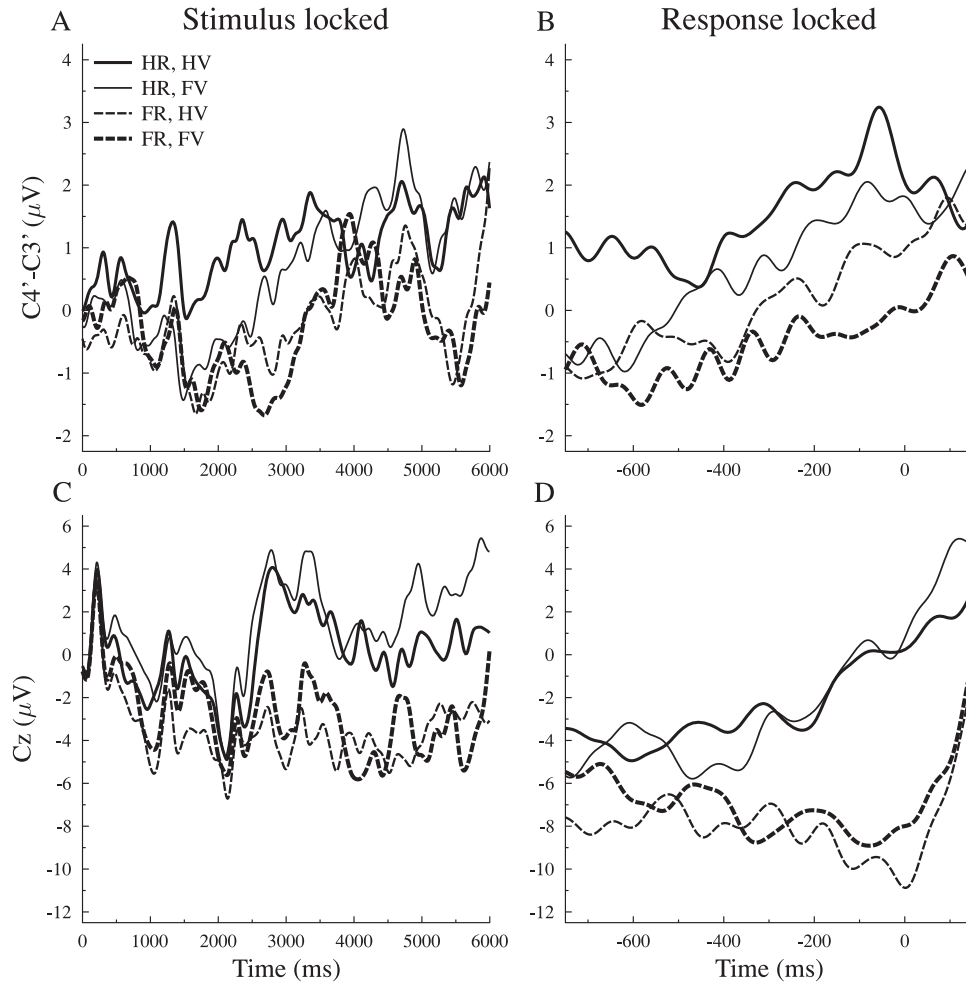 A Stimulus locked B Response locked
HR, HV
HR, FV
FR, HV
FR, FV
C4'-C3' (μV)
4
3
2
1
0
-1
-2
0 1000 2000 3000 4000 5000 6000
4
3
2
1
0
-1
-2
-600 -400 -200 0
C Stimulus locked D Response locked
Cz (μV)
6
4
2
0
-2
-4
-6
-8
-10
-12
0 1000 2000 3000 4000 5000 6000
Time (ms)
6
4
2
0
-2
-4
-6
-8
-10
-12
-600 -400 -200 0
Time (ms)